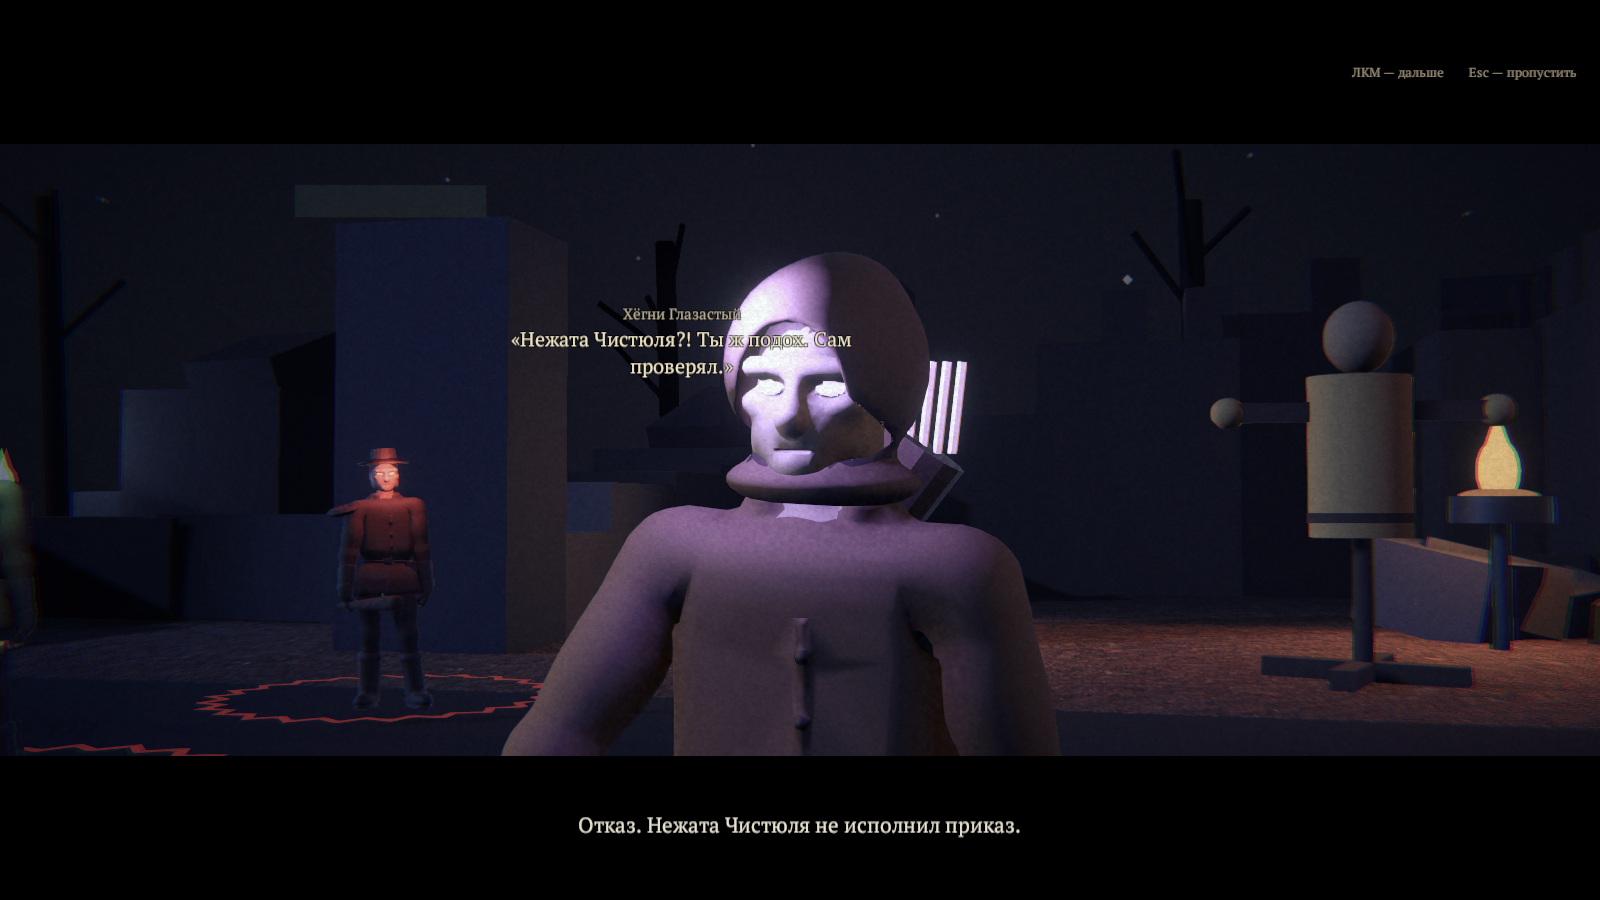 ЛКМ — дальше Esc — пропустить
Хёгни Глазастый
«Нежата Чистюля?! Ты ж подох. Сам
проверял.»
Отказ. Нежата Чистюля не исполнил приказ.